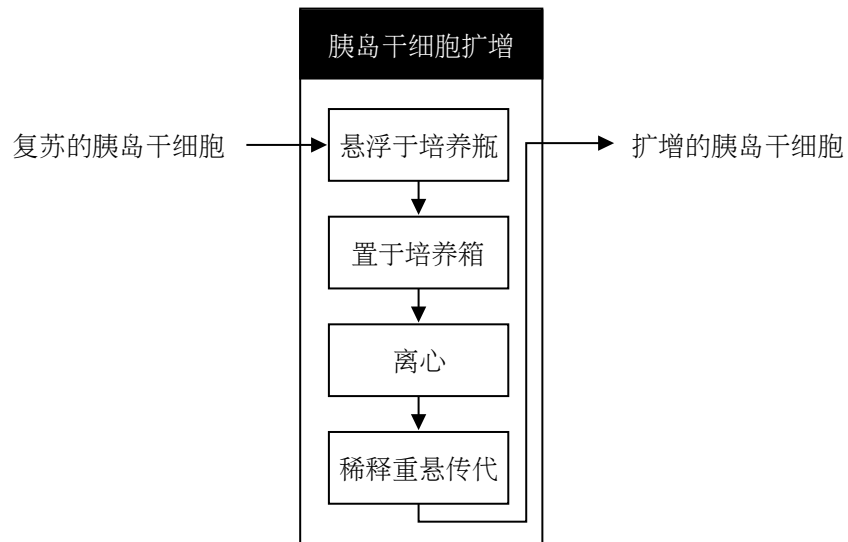 胰岛干细胞扩增
复苏的胰岛干细胞
悬浮于培养瓶
扩增的胰岛干细胞
置于培养箱
离心
稀释重悬传代